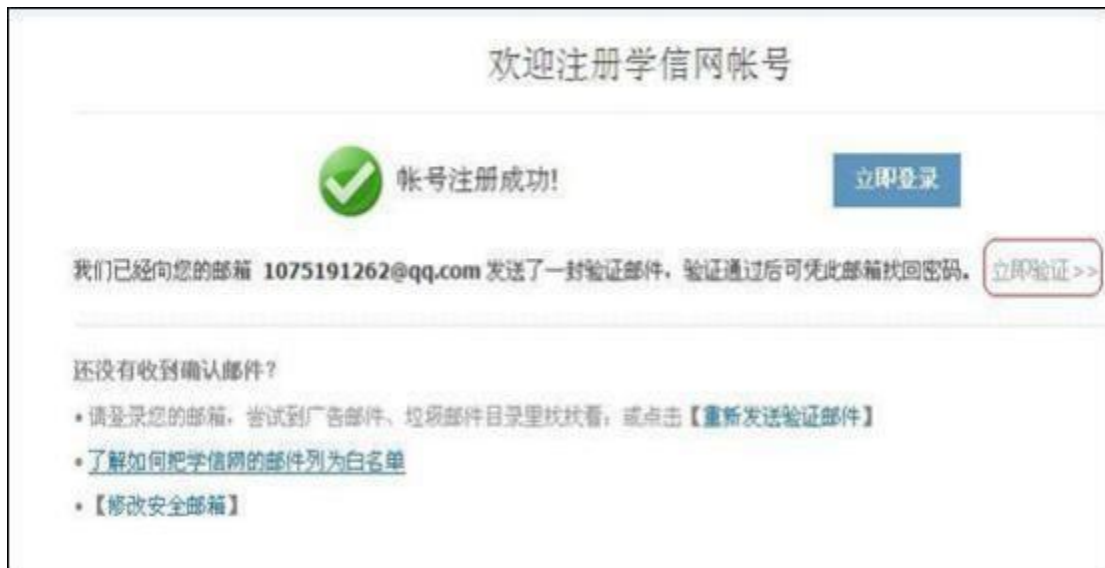 欢迎注册学信网帐号
帐号注册成功!
立即登录
我们已经向您的邮箱 1075191262@qq.com 发送了一封验证邮件，验证通过后可凭此邮箱找回密码。 立即验证>>
还没有收到确认邮件？
• 请登录您的邮箱，尝试到广告邮件、垃圾邮件目录里找找看；或点击【重新发送验证邮件】
• 了解如何把学信网的邮件列为白名单
• 【修改安全邮箱】